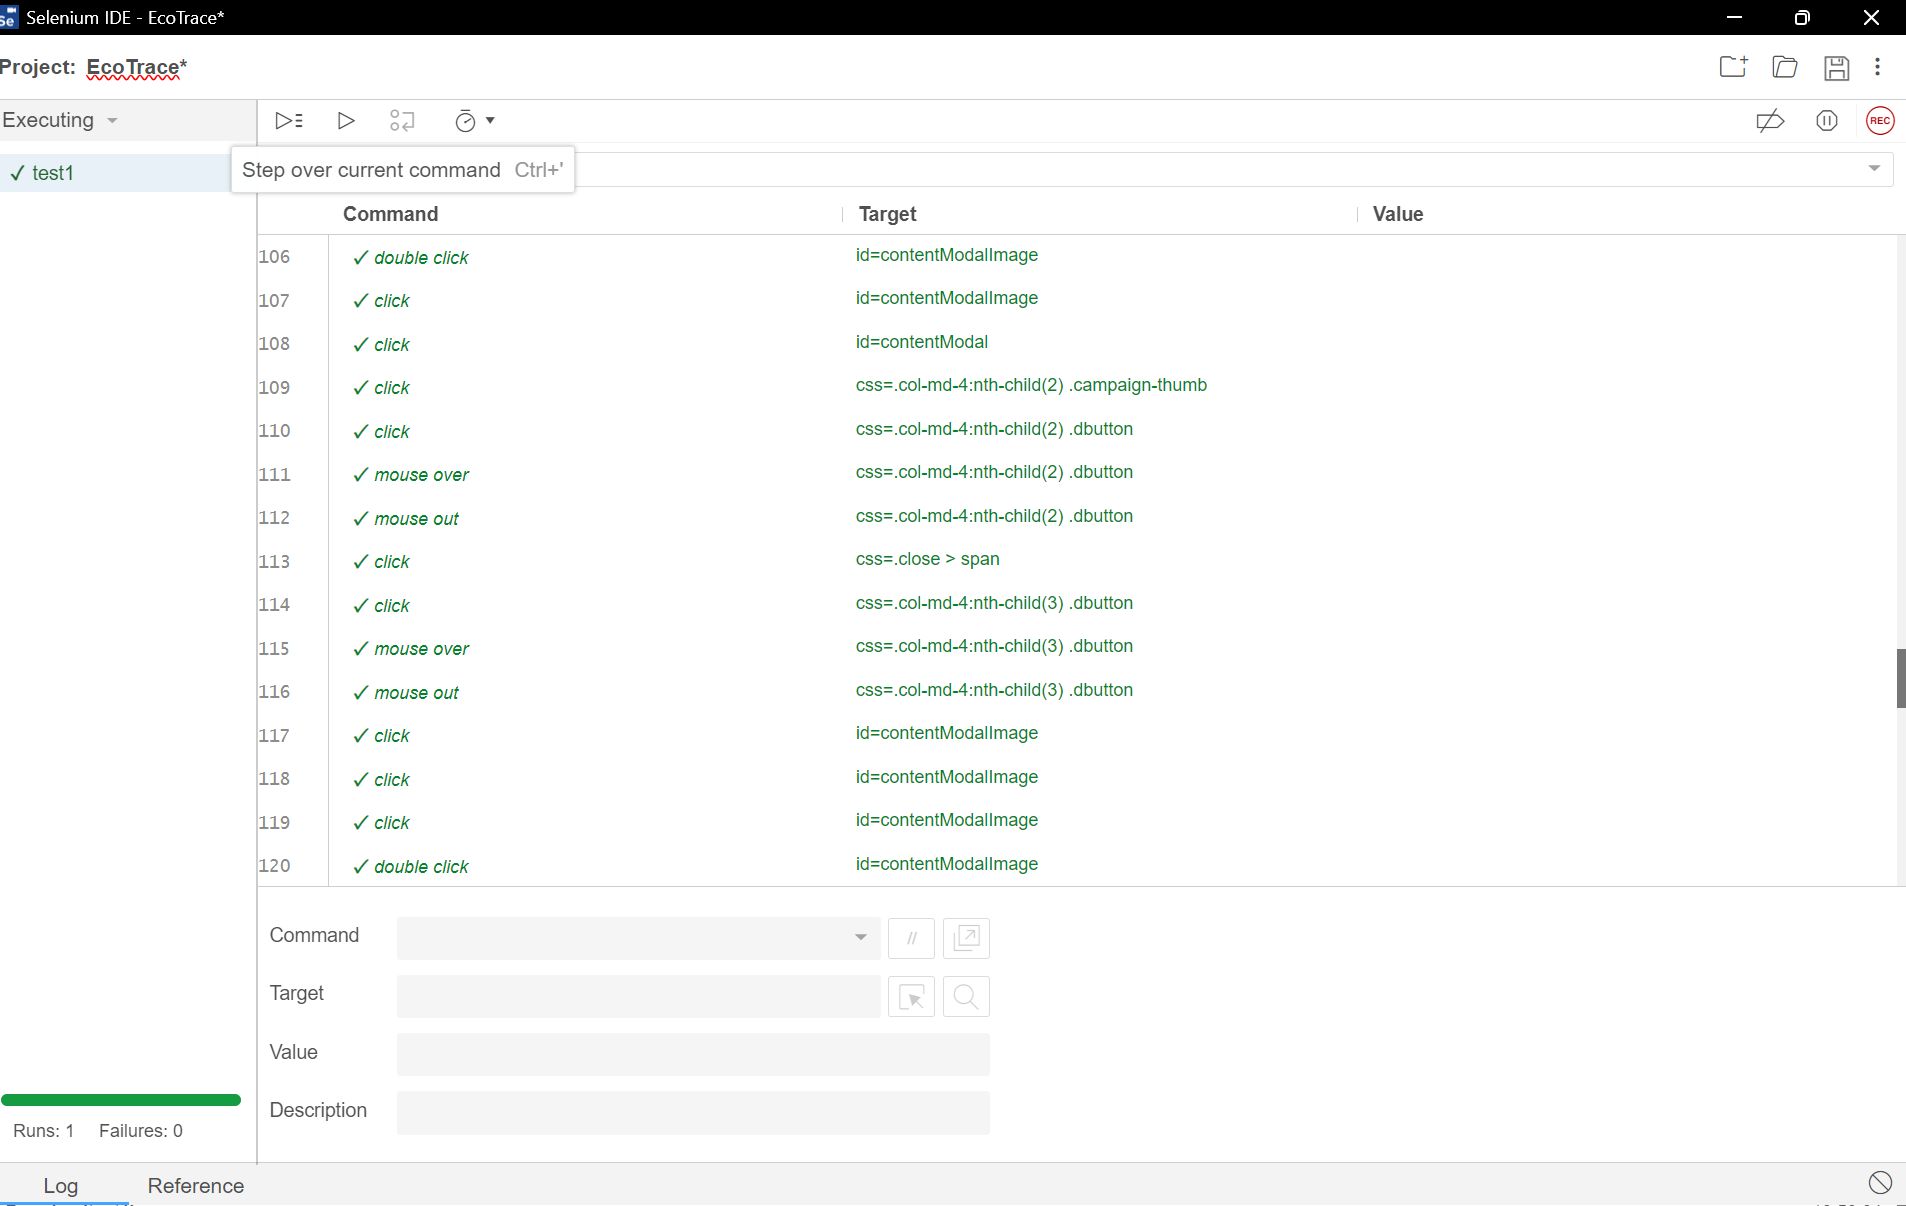 Selenium IDE - EcoTrace*
Project: EcoTrace*
Executing
REC
✓ test1
Step over current command Ctrl+'
Command Target Value
106 ✓ double click id=contentModalImage
107 ✓ click id=contentModalImage
108 ✓ click id=contentModal
109 ✓ click css=.col-md-4:nth-child(2) .campaign-thumb
110 ✓ click css=.col-md-4:nth-child(2) .dbutton
111 ✓ mouse over css=.col-md-4:nth-child(2) .dbutton
112 ✓ mouse out css=.col-md-4:nth-child(2) .dbutton
113 ✓ click css=.close > span
114 ✓ click css=.col-md-4:nth-child(3) .dbutton
115 ✓ mouse over css=.col-md-4:nth-child(3) .dbutton
116 ✓ mouse out css=.col-md-4:nth-child(3) .dbutton
117 ✓ click id=contentModalImage
118 ✓ click id=contentModalImage
119 ✓ click id=contentModalImage
120 ✓ double click id=contentModalImage
Command //
Target
Value
Description
Runs: 1 Failures: 0
Log Reference